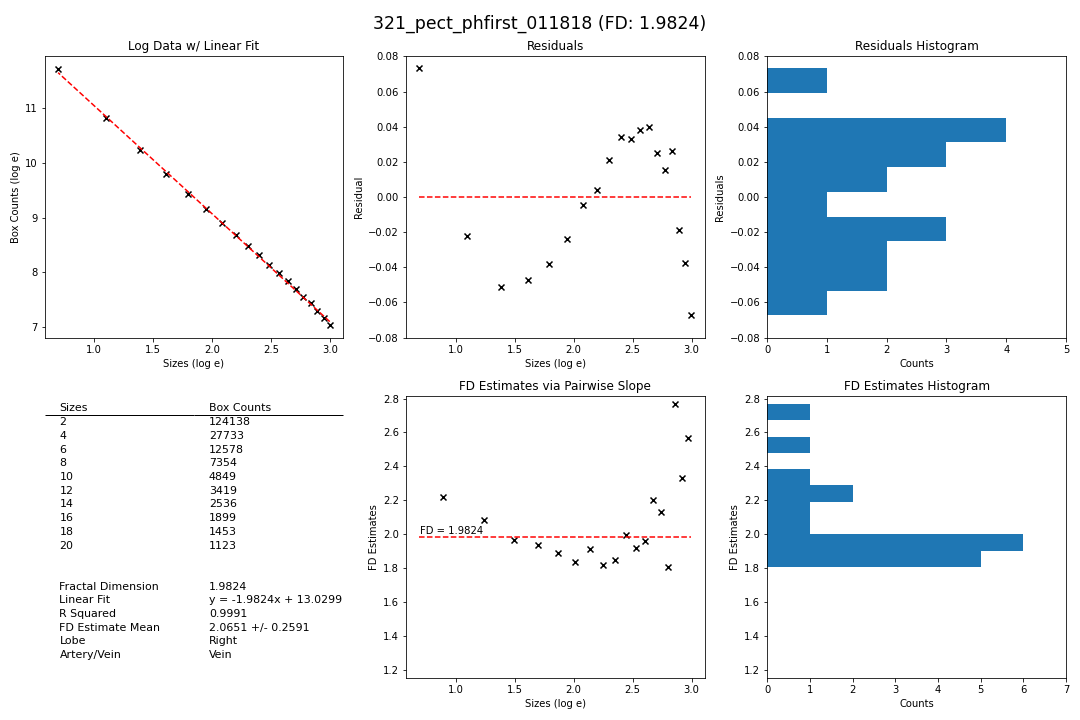 321_pect_phfirst_011818 (FD: 1.9824)
Log Data w/ Linear Fit
Box Counts (log e)
11
10
9
8
7
1.0 1.5 2.0 2.5 3.0
Sizes (log e)
Residuals
Residual
0.08
0.06
0.04
0.02
0.00
−0.02
−0.04
−0.06
−0.08
1.0 1.5 2.0 2.5 3.0
Sizes (log e)
Residuals Histogram
Residuals
0.08
0.06
0.04
0.02
0.00
−0.02
−0.04
−0.06
−0.08
0 1 2 3 4 5
Counts
Sizes Box Counts
2 124138
4 27733
6 12578
8 7354
10 4849
12 3419
14 2536
16 1899
18 1453
20 1123
Fractal Dimension 1.9824
Linear Fit y = -1.9824x + 13.0299
R Squared 0.9991
FD Estimate Mean 2.0651 +/- 0.2591
Lobe Right
Artery/Vein Vein
FD Estimates via Pairwise Slope
FD Estimates
2.8
2.6
2.4
2.2
2.0
1.8
1.6
1.4
1.2
FD = 1.9824
1.0 1.5 2.0 2.5 3.0
Sizes (log e)
FD Estimates Histogram
FD Estimates
2.8
2.6
2.4
2.2
2.0
1.8
1.6
1.4
1.2
0 1 2 3 4 5 6 7
Counts